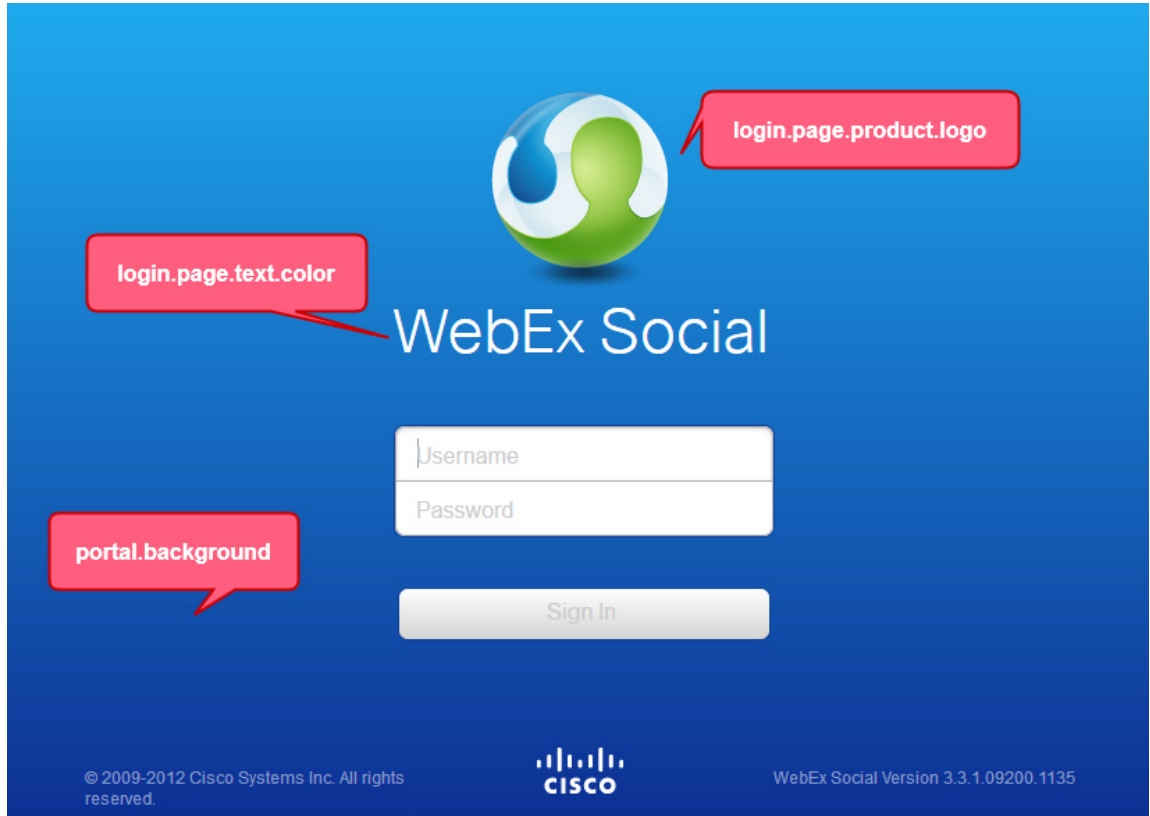 login.page.product.logo
login.page.text.color
WebEx Social
Username
Password
portal.background
Sign In
© 2009-2012 Cisco Systems Inc. All rights
reserved.
CISCO
WebEx Social Version 3.3.1.09200.1135